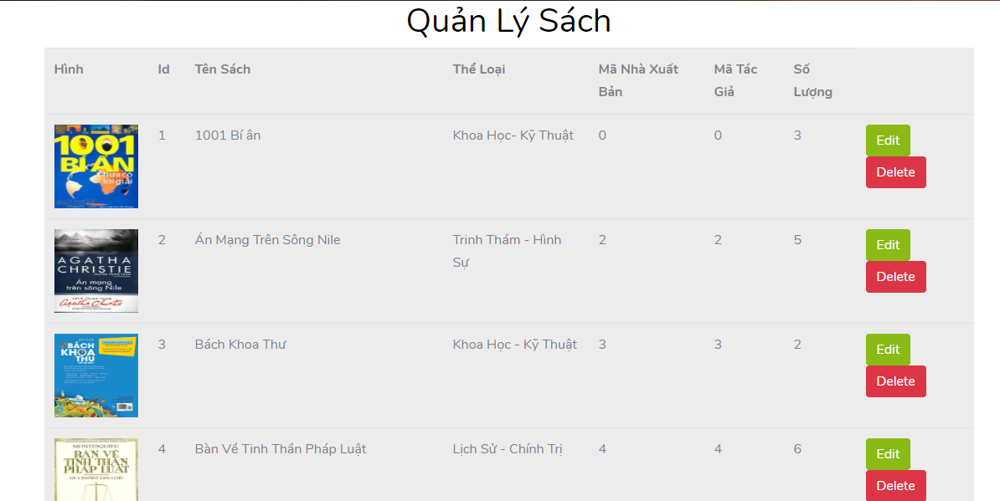 Quản Lý Sách
Hình Id Tên Sách Thể Loại Mã Nhà Xuất Bản Mã Tác Giả Số Lượng
1001
BÍ ẨN
chưa có
lời giải
1 1001 Bí ân Khoa Học- Kỹ Thuật 0 0 3 Edit
Delete
AGATHA
CHRISTIE
Án mạng
trên sông Nile
Agatha Christie
2 Án Mạng Trên Sông Nile Trinh Thám - Hình Sự 2 2 5 Edit
Delete
BÁCH
KHOA
THƯ
3 Bách Khoa Thư Khoa Học - Kỹ Thuật 3 3 2 Edit
Delete
MONTESQUIEU
BÀN VỀ
TINH THẦN
PHÁP LUẬT
DE L'ESPRIT DES LOIS
4 Bàn Về Tinh Thần Pháp Luật Lịch Sử - Chính Trị 4 4 6 Edit
Delete